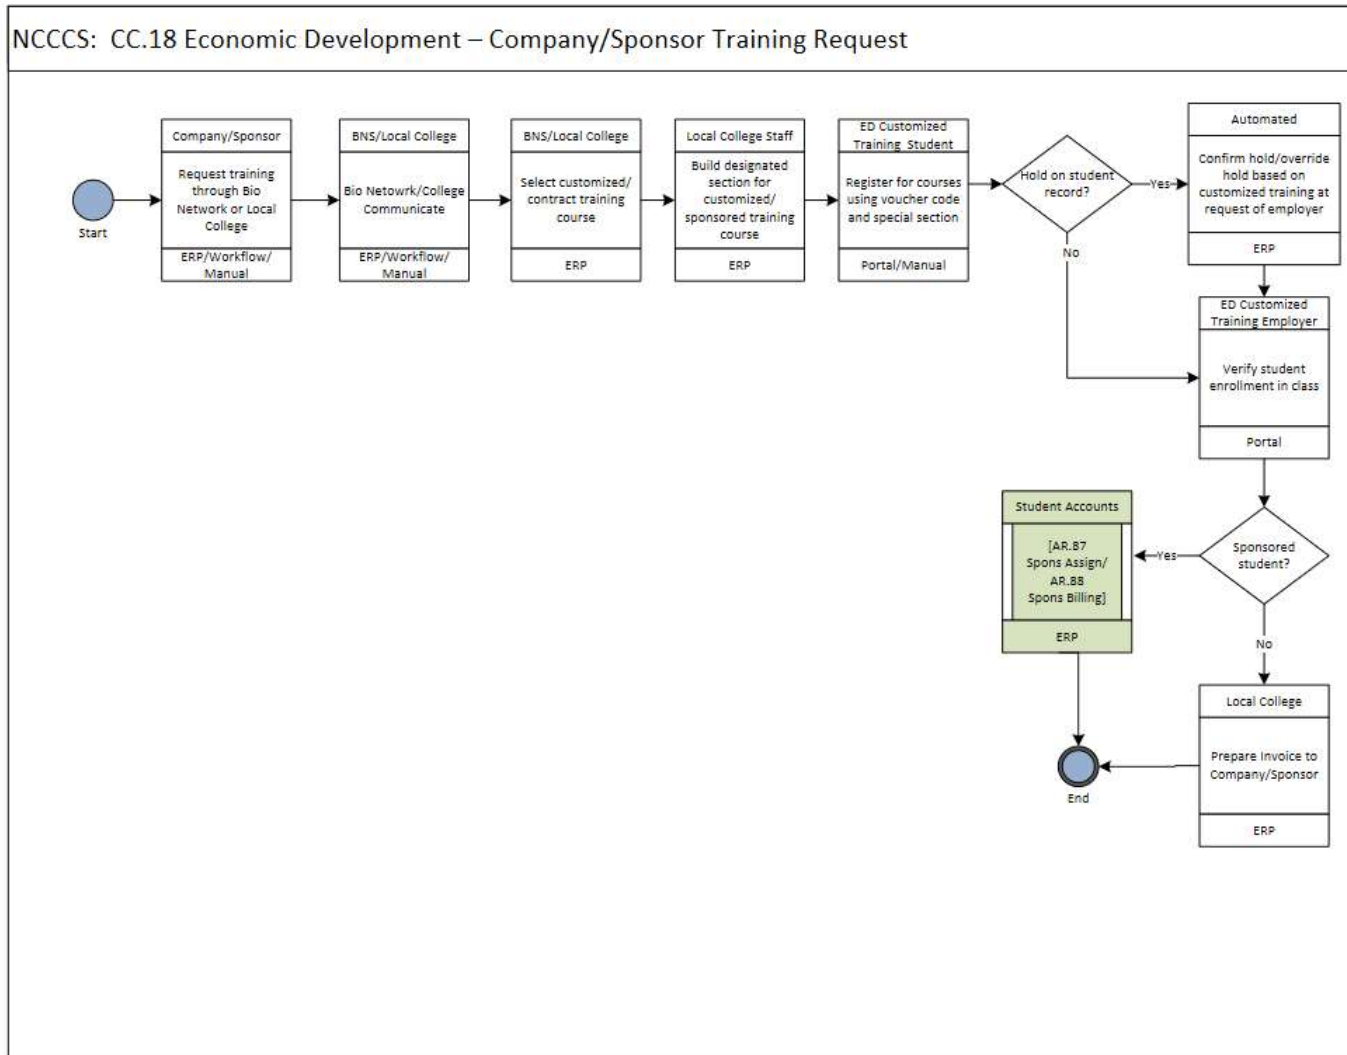 NCCCS: CC.18 Economic Development – Company/Sponsor Training Request
Start
Company/Sponsor
Request training
through Bio
Network or Local
College
ERP/Workflow/
Manual
BNS/Local College
Bio Netowrk/College
Communicate
ERP/Workflow/
Manual
BNS/Local College
Select customized/
contract training
course
ERP
Local College Staff
Build designated
section for
customized/
sponsored training
course
ERP
ED Customized
Training Student
Register for courses
using voucher code
and special section
Portal/Manual
Hold on student
record?
Yes
No
Automated
Confirm hold/override
hold based on
customized training at
request of employer
ERP
ED Customized
Training Employer
Verify student
enrollment in class
Portal
Sponsored
student?
Yes
No
Student Accounts
[AR.87
Spons Assign/
AR.88
Spons Billing]
ERP
Local College
Prepare Invoice to
Company/Sponsor
ERP
End